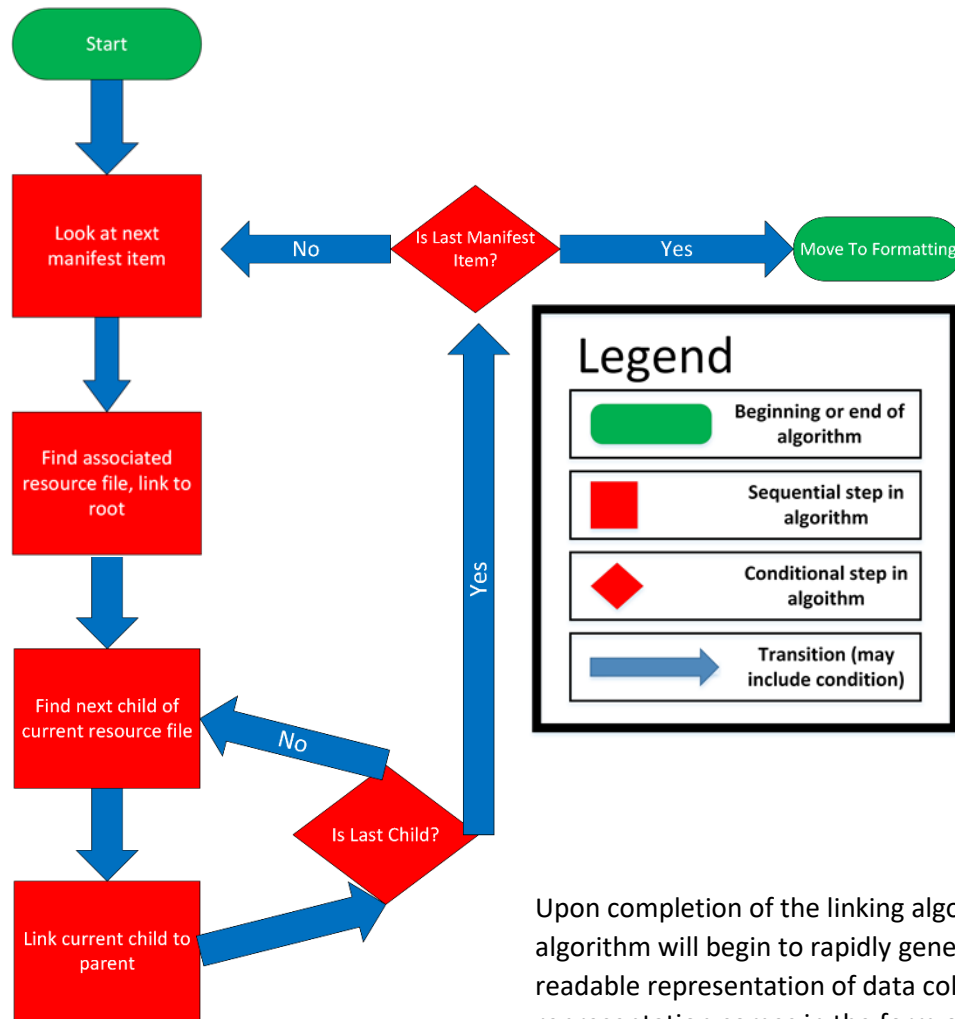 Start
Look at next
manifest item
Is Last Manifest
Item?
No
Yes
Move To Formatting
Find associated
resource file, link to
root
Find next child of
current resource file
No
Is Last Child?
Yes
Link current child to
parent
Legend
Beginning or end of
algorithm
Sequential step in
algorithm
Conditional step in
algoithm
Transition (may
include condition)
Upon completion of the linking algo
algorithm will begin to rapidly gene
readable representation of data col